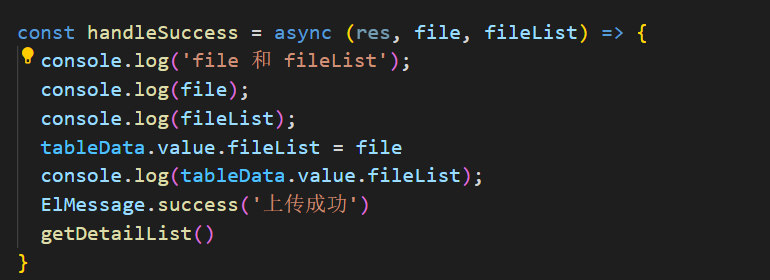 const handleSuccess = async (res, file, fileList) => {
  console.log('file 和 fileList');
  console.log(file);
  console.log(fileList);
  tableData.value.fileList = file
  console.log(tableData.value.fileList);
  ElMessage.success('上传成功')
  getDetailList()
}